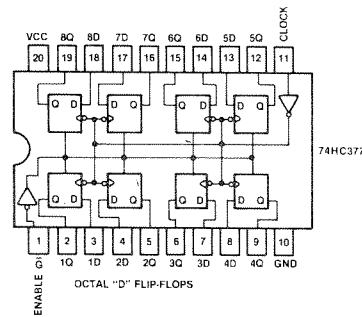 VCC 8Q 8D 7D 7Q 6Q 6D 5D 5Q CLOCK
20 19 18 17 16 15 14 13 12 11
Q D D Q Q D D Q
74HC377
Q D D Q Q D D Q
1 2 3 4 5 6 7 8 9 10
ENABLE G 1Q 1D 2D 2Q 3Q 3D 4D 4Q GND
OCTAL "D" FLIP-FLOPS